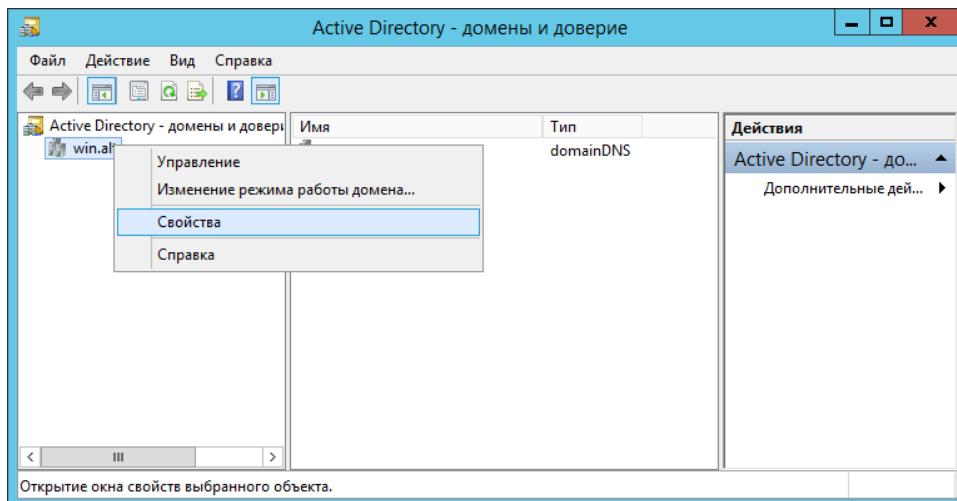 Active Directory - домены и доверие
Файл Действие Вид Справка
Active Directory - домены и довер
Имя
Тип
Действия
win.al
domainDNS
Active Directory - до...
Управление
Дополнительные дей...
Изменение режима работы домена...
Свойства
Справка
Открытие окна свойств выбранного объекта.